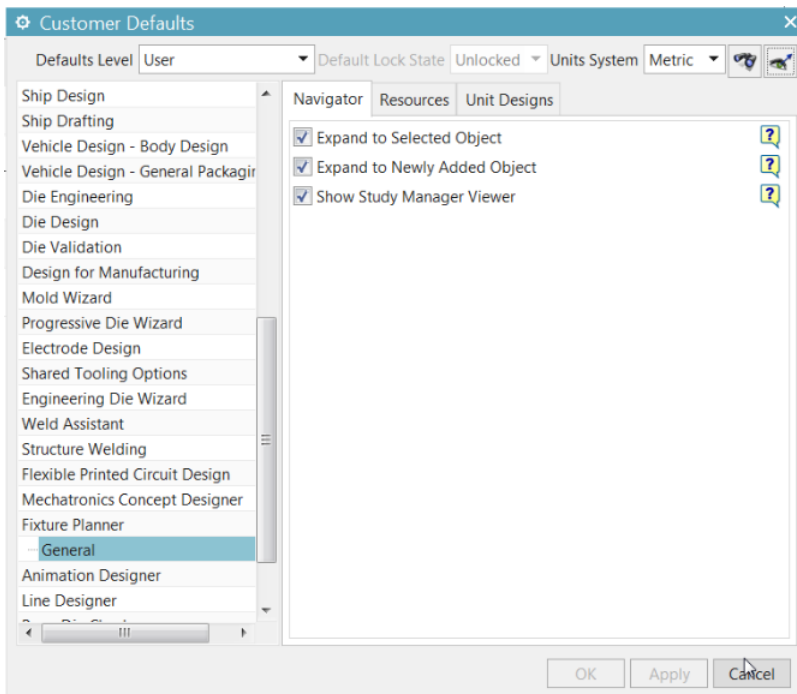 Customer Defaults
Defaults Level User Default Lock State Unlocked Units System Metric
Ship Design
Ship Drafting
Vehicle Design - Body Design
Vehicle Design - General Packagin
Die Engineering
Die Design
Die Validation
Design for Manufacturing
Mold Wizard
Progressive Die Wizard
Electrode Design
Shared Tooling Options
Engineering Die Wizard
Weld Assistant
Structure Welding
Flexible Printed Circuit Design
Mechatronics Concept Designer
Fixture Planner
General
Animation Designer
Line Designer
Navigator Resources Unit Designs
Expand to Selected Object ?
Expand to Newly Added Object ?
Show Study Manager Viewer ?
OK Apply Cancel